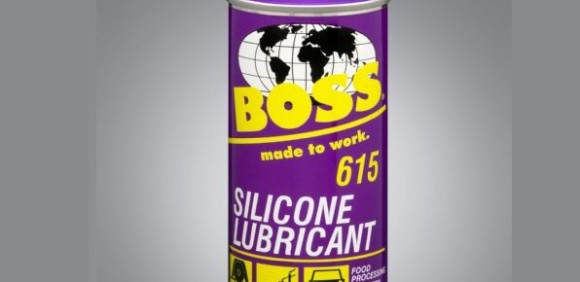 BOSS
made to work.
615
SILICONE
LUBRICANT
FOOD
PROCESSING